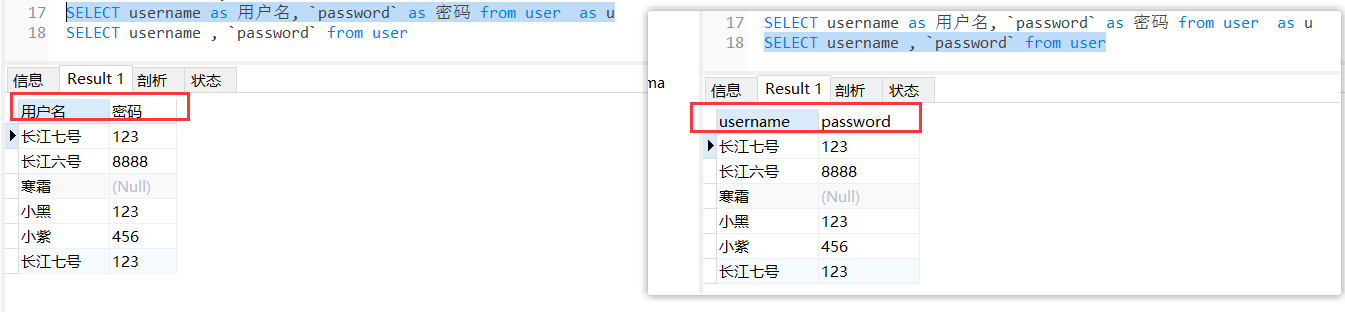 17 SELECT username as 用户名, `password` as 密码 from user  as u
18 SELECT username , `password` from user
信息 Result 1 剖析 状态
用户名 密码
长江七号 123
长江六号 8888
寒霜 (Null)
小黑 123
小紫 456
长江七号 123
17 SELECT username as 用户名, `password` as 密码 from user  as u
18 SELECT username , `password` from user
ma
信息 Result 1 剖析 状态
username password
长江七号 123
长江六号 8888
寒霜 (Null)
小黑 123
小紫 456
长江七号 123